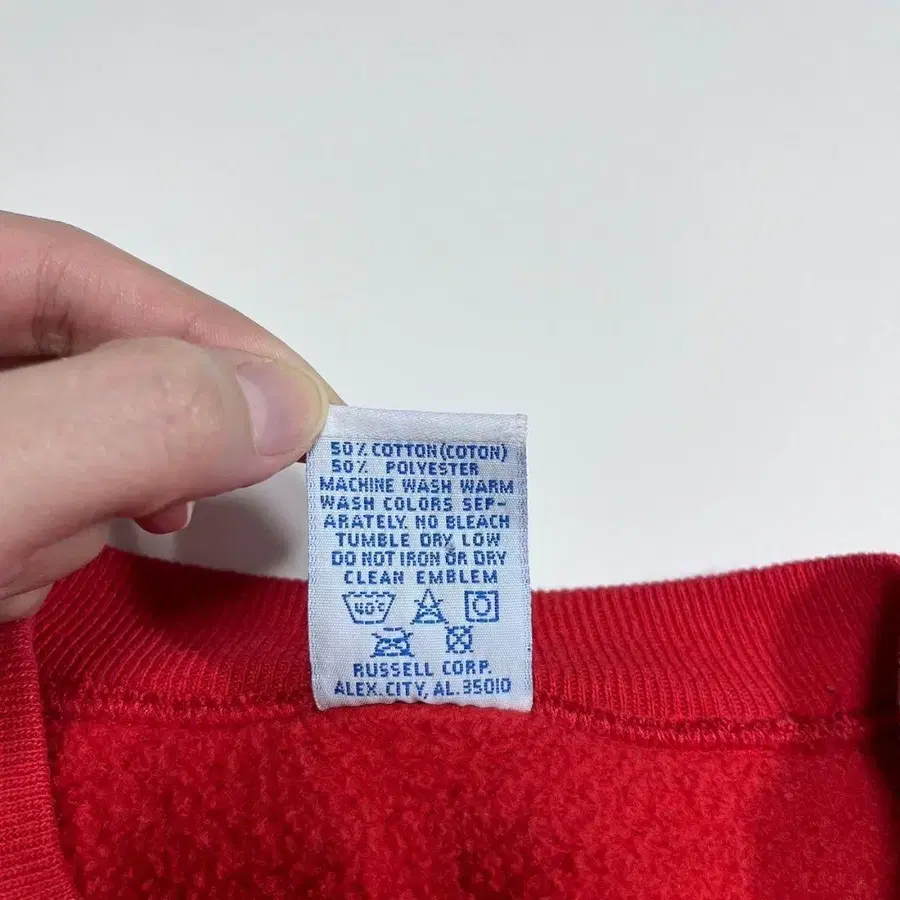 50% COTTON (COTON)
50% POLYESTER
MACHINE WASH WARM
WASH COLORS SEP-
ARATELY. NO BLEACH
TUMBLE DRY LOW
DO NOT IRON OR DRY
CLEAN EMBLEM
40°C
RUSSELL CORP.
ALEX. CITY, AL. 35010